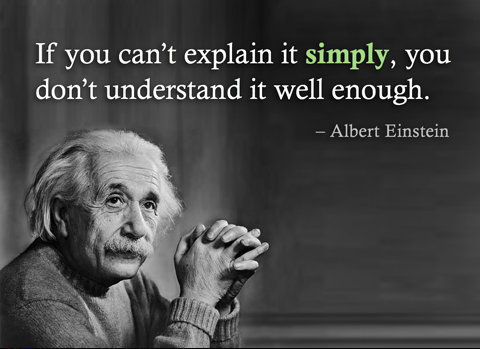 If you can’t explain it simply, you
don’t understand it well enough.
– Albert Einstein